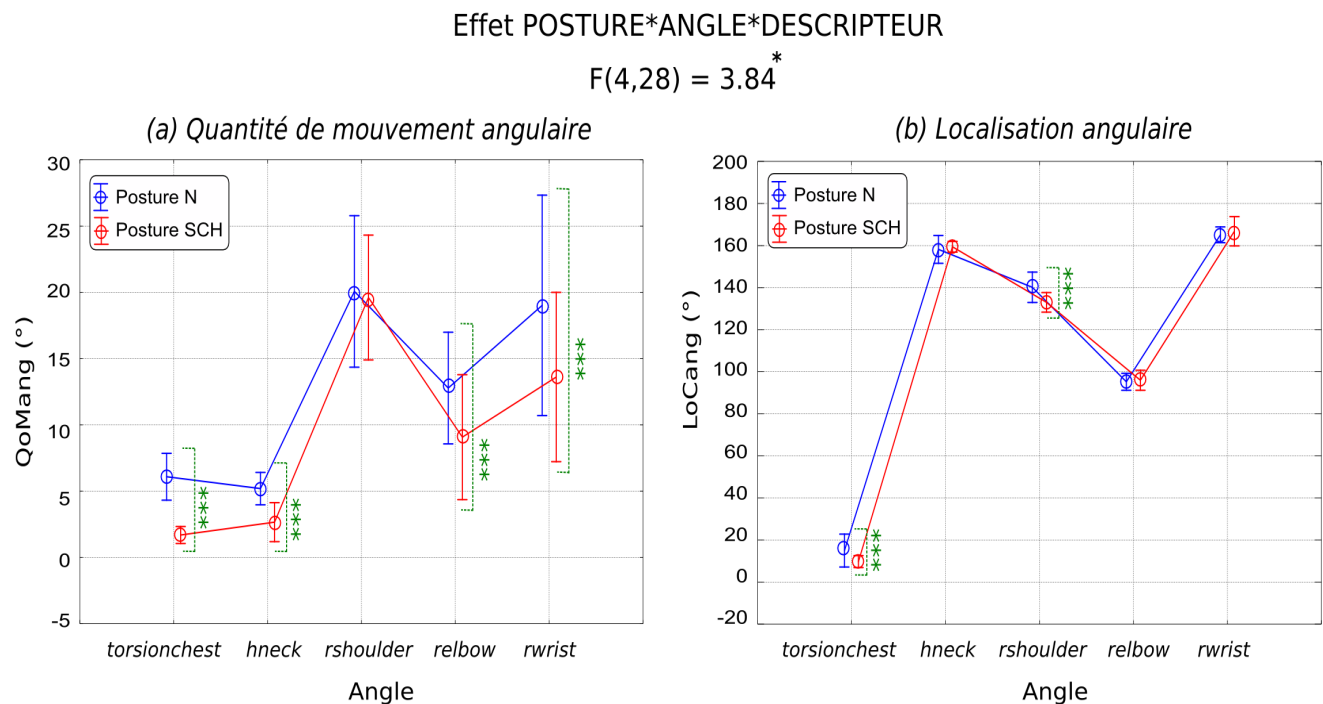 Effet POSTURE*ANGLE*DESCRIPTEUR
F(4,28) = 3.84*
(a) Quantité de mouvement angulaire
30
25
20
15
10
5
0
-5
QoMang (°)
Posture N
Posture SCH
***
***
***
***
torsionchest hneck rshoulder relbow rwrist
Angle
(b) Localisation angulaire
200
180
160
140
120
100
80
60
40
20
0
-20
LoCang (°)
Posture N
Posture SCH
***
***
torsionchest hneck rshoulder relbow rwrist
Angle